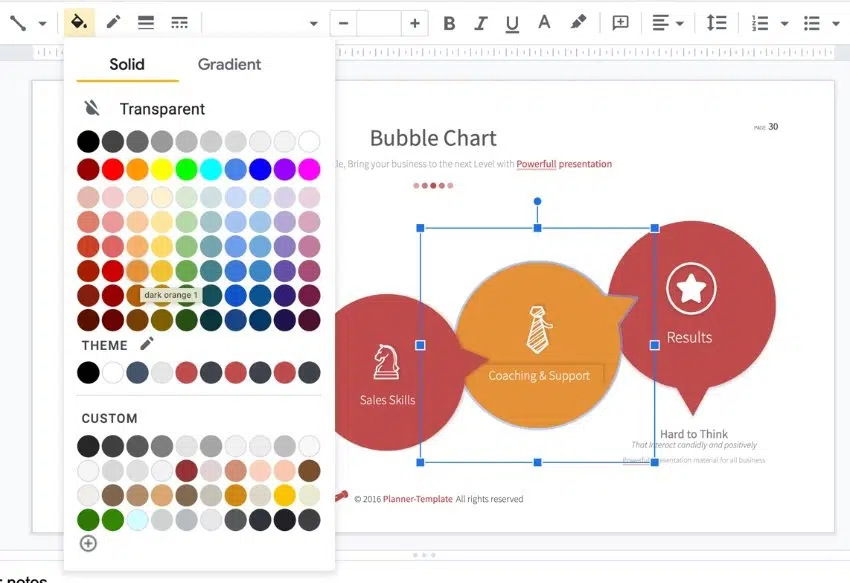 B I U A
Solid Gradient
Transparent
dark orange 1
THEME
CUSTOM
PAGE 30
Bubble Chart
Bring your business to the next Level with Powerfull presentation
Sales Skills
Coaching & Support
Results
Hard to Think
That Interact candidly and positively
Powerfull presentation material for all business
© 2016 Planner-Template All rights reserved
notes